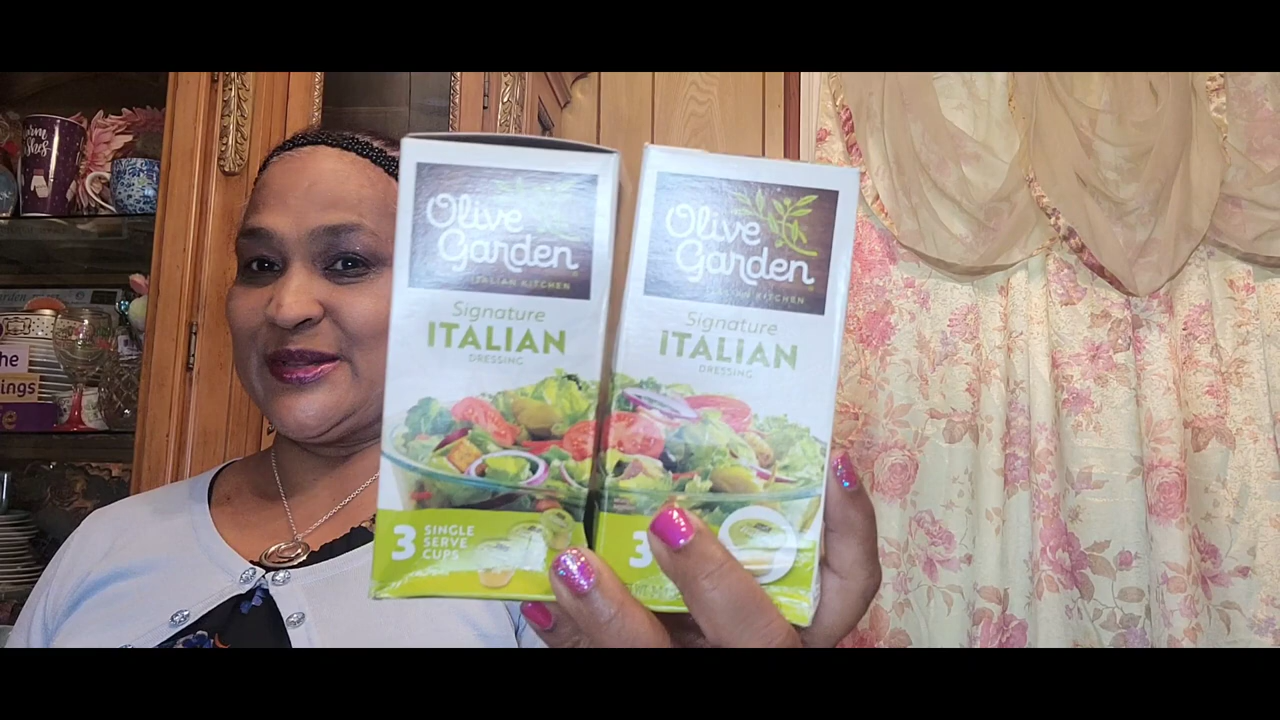 Olive
Garden
ITALIAN KITCHEN
Signature
ITALIAN
DRESSING
3 SINGLE
SERVE
CUPS
Olive
Garden
ITALIAN KITCHEN
Signature
ITALIAN
DRESSING
3